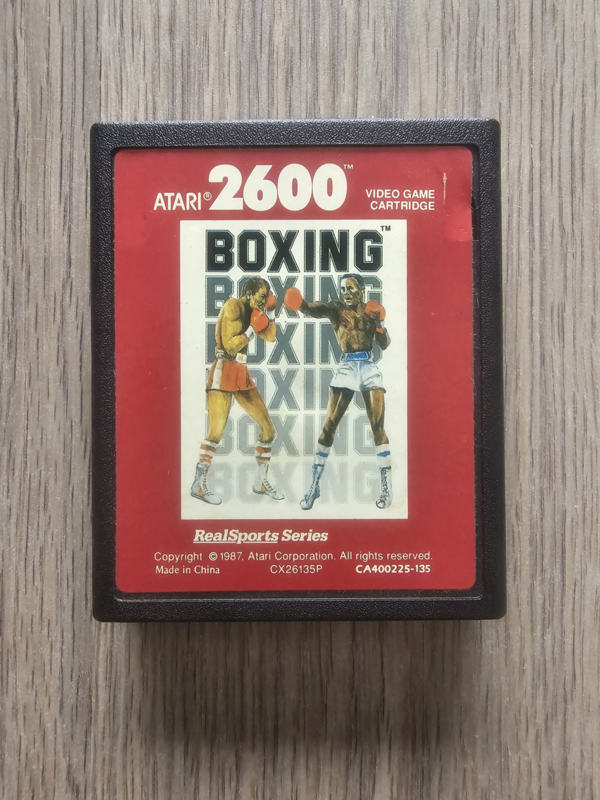 ATARI® 2600™ VIDEO GAME CARTRIDGE
BOXING™
BOXING
BOXING
BOXING
BOXING
BOXING
RealSports Series
Copyright © 1987, Atari Corporation. All rights reserved.
Made in China CX26135P CA400225-135